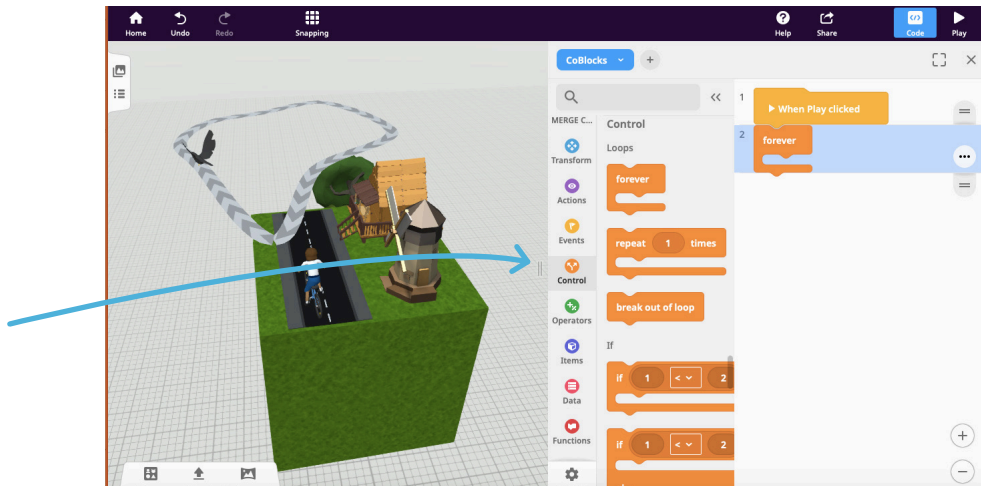 Home Undo Redo Snapping Help Share Code Play
CoBlocks
MERGE C...
Transform
Actions
Events
Control
Operators
Items
Data
Functions
Control
Loops
forever
repeat 1 times
break out of loop
If
if 1 < 2
if 1 < 2
1 When Play clicked
2 forever